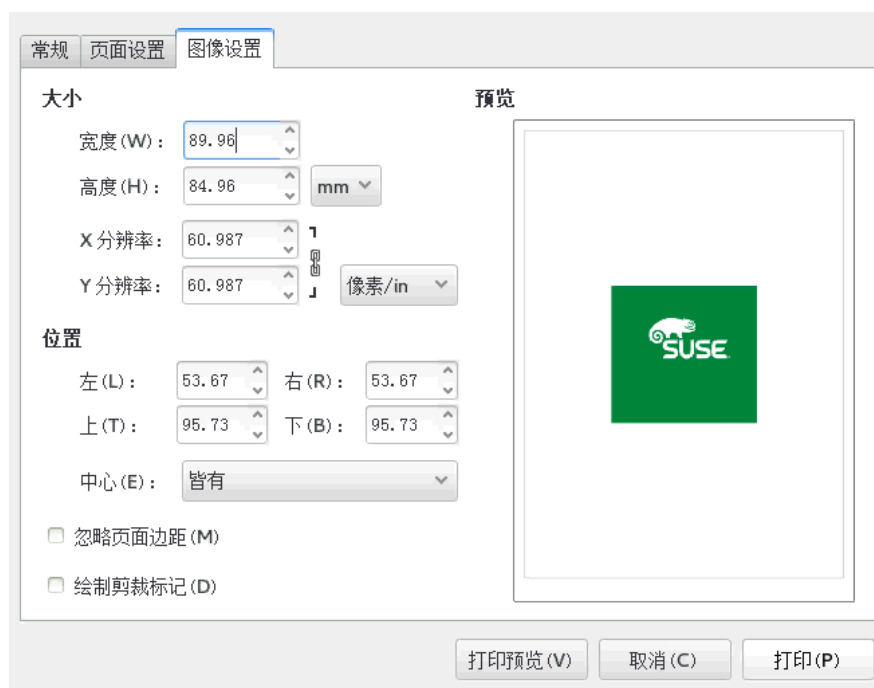 常规 页面设置 图像设置
大小
宽度(W): 89.96
高度(H): 84.96 mm
X 分辨率: 60.987
Y 分辨率: 60.987 像素/in
位置
左(L): 53.67 右(R): 53.67
上(T): 95.73 下(B): 95.73
中心(E): 皆有
忽略页面边距(M)
绘制剪裁标记(D)
预览
SUSE
打印预览(V) 取消(C) 打印(P)